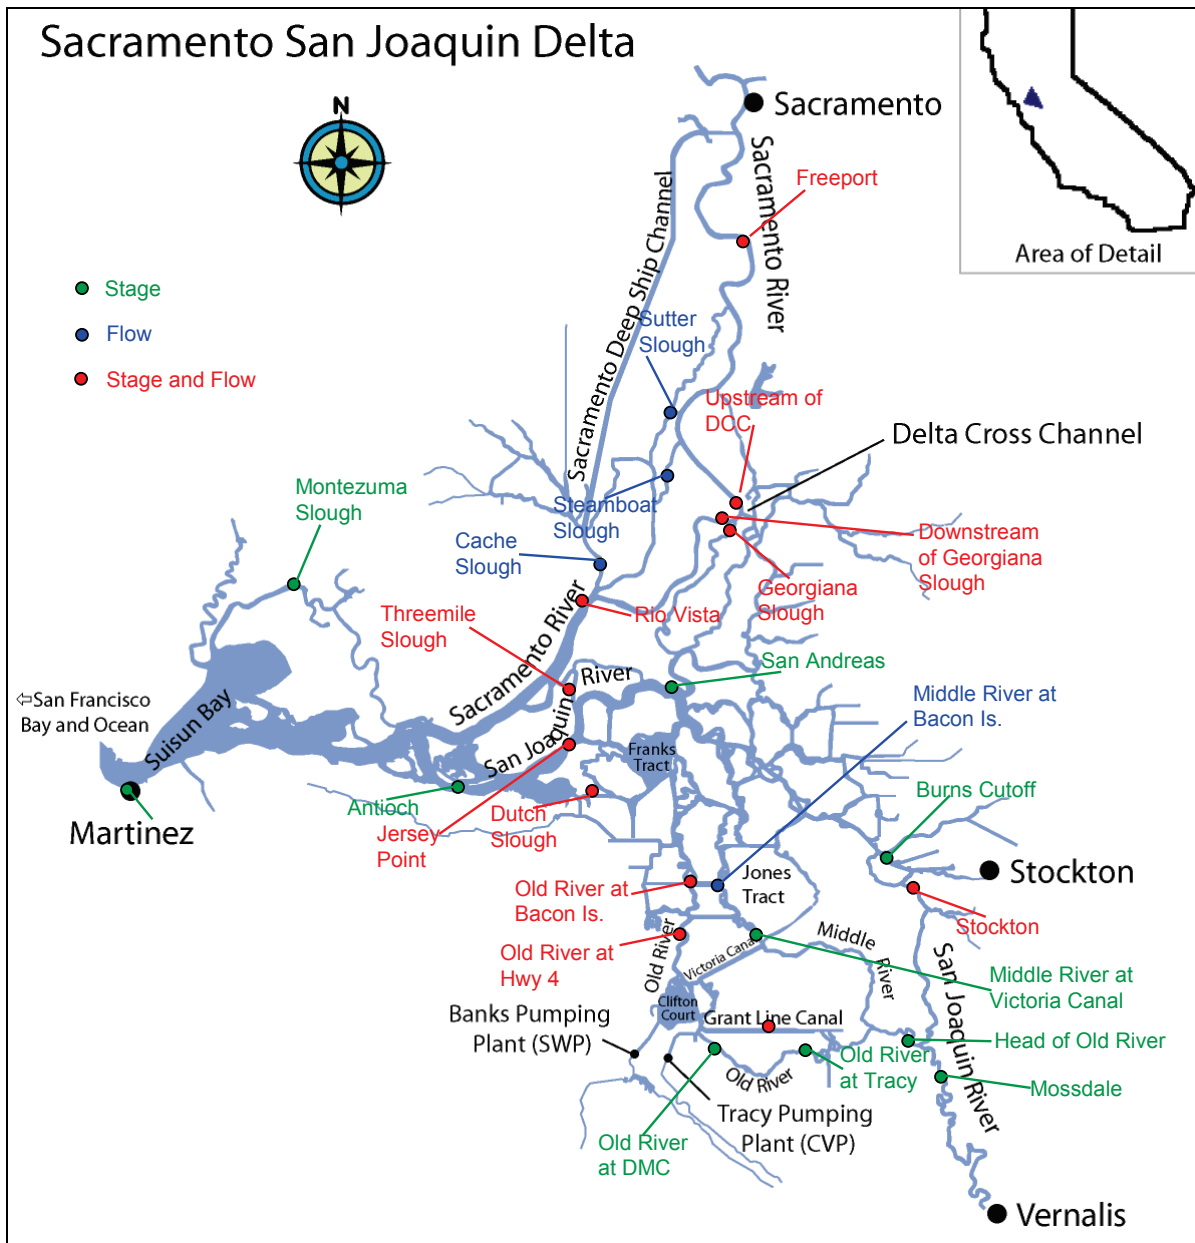 Sacramento San Joaquin Delta
N
Sacramento
Sacramento River
Freeport
Area of Detail
Sacramento Deep Ship Channel
Stage
Flow
Stage and Flow
Sutter
Slough
Upstream of
DCC
Delta Cross Channel
Montezuma
Slough
Steamboat
Slough
Cache
Slough
Downstream
of Georgiana
Slough
Georgiana
Slough
Threemile
Slough
Rio Vista
Sacramento River
San Andreas
San Joaquin River
Middle River at
Bacon Is.
⇦San Francisco
Bay and Ocean
Suisun Bay
Franks
Tract
Martinez
Antioch
Jersey
Point
Dutch
Slough
Burns Cutoff
Jones
Tract
Stockton
Old River at
Bacon Is.
Stockton
Old River at
Hwy 4
Old River
Victoria Canal
Middle River
San Joaquin River
Middle River at
Victoria Canal
Clifton
Court
Banks Pumping
Plant (SWP)
Grant Line Canal
Head of Old River
Old River
at Tracy
Old River
Mossdale
Tracy Pumping
Plant (CVP)
Old River
at DMC
Vernalis